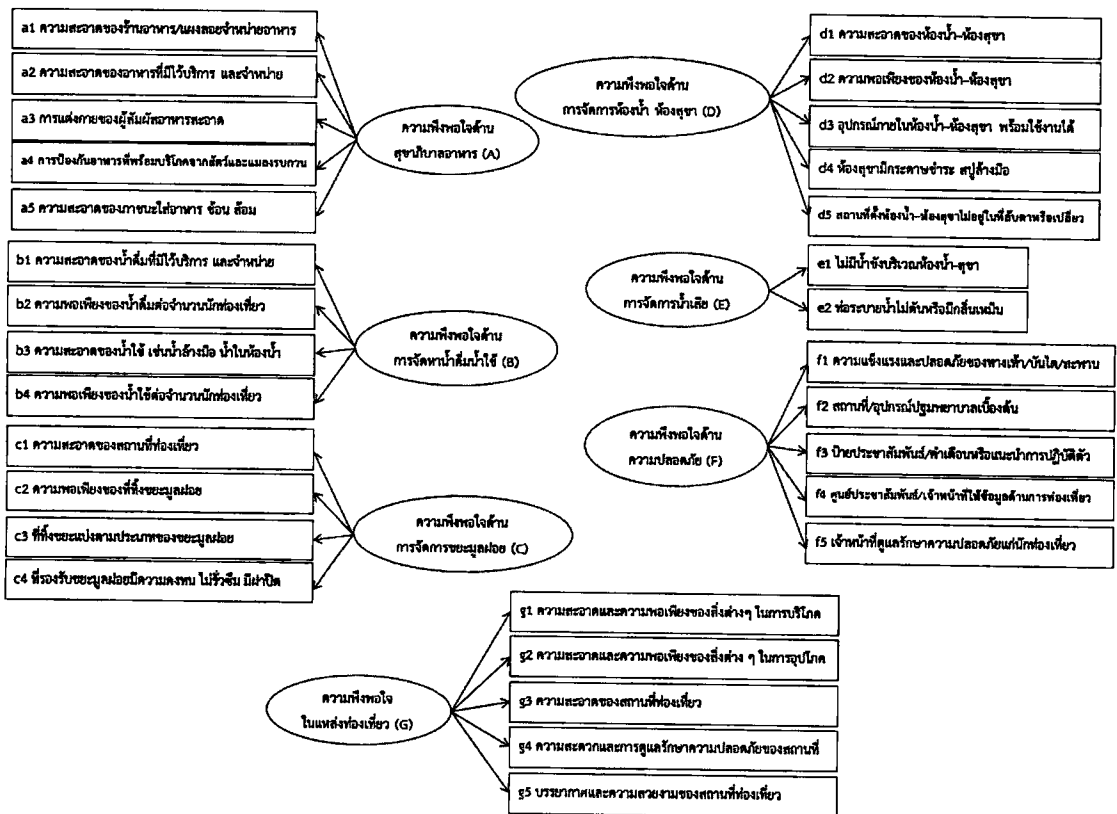 a1 ความสะอาดของร้านอาหาร/แผงลอยจำหน่ายอาหาร
a2 ความสะอาดของอาหารที่มีไว้บริการ และจำหน่าย
a3 การแต่งกายของผู้สัมผัสอาหารสะอาด
a4 การป้องกันอาหารที่พร้อมบริโภคจากสัตว์และแมลงรบกวน
a5 ความสะอาดของภาชนะใส่อาหาร ช้อน ส้อม
ความพึงพอใจด้าน
สุขาภิบาลอาหาร (A)
b1 ความสะอาดของน้ำดื่มที่มีไว้บริการ และจำหน่าย
b2 ความพอเพียงของน้ำดื่มต่อจำนวนนักท่องเที่ยว
b3 ความสะอาดของน้ำใช้ เช่นน้ำล้างมือ น้ำในห้องน้ำ
b4 ความพอเพียงของน้ำใช้ต่อจำนวนนักท่องเที่ยว
ความพึงพอใจด้าน
การจัดหาน้ำดื่มน้ำใช้ (B)
c1 ความสะอาดของสถานที่ท่องเที่ยว
c2 ความพอเพียงของที่ทิ้งขยะมูลฝอย
c3 ที่ทิ้งขยะแบ่งตามประเภทของขยะมูลฝอย
c4 ที่รองรับขยะมูลฝอยมีความคงทน ไม่รั่วซึม มีฝาปิด
ความพึงพอใจด้าน
การจัดการขยะมูลฝอย (C)
ความพึงพอใจด้าน
การจัดการห้องน้ำ ห้องสุขา (D)
d1 ความสะอาดของห้องน้ำ-ห้องสุขา
d2 ความพอเพียงของห้องน้ำ-ห้องสุขา
d3 อุปกรณ์ภายในห้องน้ำ-ห้องสุขา พร้อมใช้งานได้
d4 ห้องสุขามีกระดาษชำระ สบู่ล้างมือ
d5 สถานที่ตั้งห้องน้ำ-ห้องสุขาไม่อยู่ในที่ลับตาหรือเปลี่ยว
ความพึงพอใจด้าน
การจัดการน้ำเสีย (E)
e1 ไม่มีน้ำขังบริเวณห้องน้ำ-สุขา
e2 ท่อระบายน้ำไม่ตันหรือมีกลิ่นเหม็น
ความพึงพอใจด้าน
ความปลอดภัย (F)
f1 ความแข็งแรงและปลอดภัยของทางเท้า/บันได/สะพาน
f2 สถานที่/อุปกรณ์ปฐมพยาบาลเบื้องต้น
f3 ป้ายประชาสัมพันธ์/คำเตือนหรือแนะนำการปฏิบัติตัว
f4 ศูนย์ประชาสัมพันธ์/เจ้าหน้าที่ให้ข้อมูลด้านการท่องเที่ยว
f5 เจ้าหน้าที่ดูแลรักษาความปลอดภัยแก่นักท่องเที่ยว
ความพึงพอใจ
ในแหล่งท่องเที่ยว (G)
g1 ความสะอาดและความพอเพียงของสิ่งต่างๆ ในการบริโภค
g2 ความสะอาดและความพอเพียงของสิ่งต่าง ๆ ในการอุปโภค
g3 ความสะอาดของสถานที่ท่องเที่ยว
g4 ความสะดวกและการดูแลรักษาความปลอดภัยของสถานที่
g5 บรรยากาศและความสวยงามของสถานที่ท่องเที่ยว